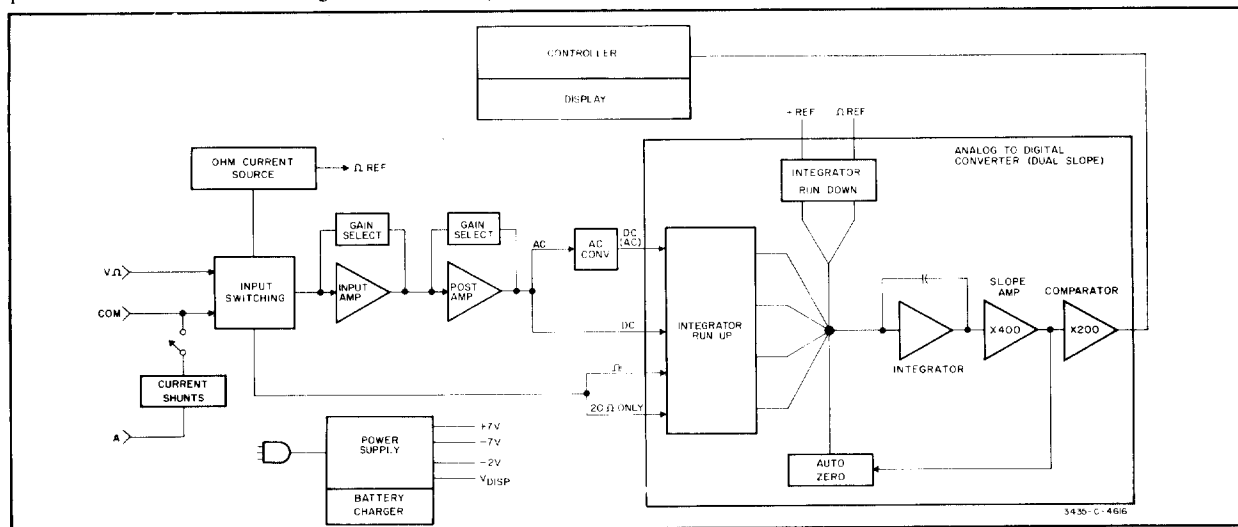 CONTROLLER
DISPLAY
+REF
Ω REF
ANALOG TO DIGITAL
CONVERTER (DUAL SLOPE)
OHM CURRENT
SOURCE
Ω REF
INTEGRATOR
RUN DOWN
GAIN
SELECT
GAIN
SELECT
AC
AC
CONV
DC
(AC)
VΩ
INPUT
SWITCHING
INPUT
AMP
POST
AMP
SLOPE
AMP
COMPARATOR
COM
DC
INTEGRATOR
RUN UP
X400
X200
INTEGRATOR
Ω
CURRENT
SHUNTS
20Ω ONLY
A
POWER
SUPPLY
+7V
-7V
-2V
VDISP
BATTERY
CHARGER
AUTO
ZERO
3435-C-4616